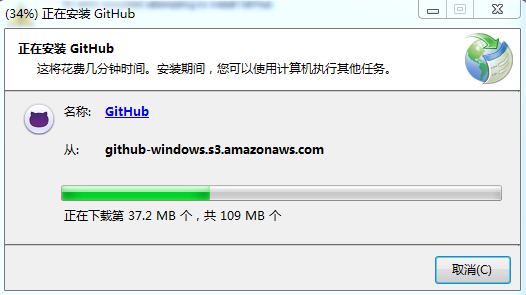 (34%) 正在安装 GitHub
正在安装 GitHub
这将花费几分钟时间。安装期间，您可以使用计算机执行其他任务。
名称: GitHub
从: github-windows.s3.amazonaws.com
正在下载第 37.2 MB 个，共 109 MB 个
取消(C)